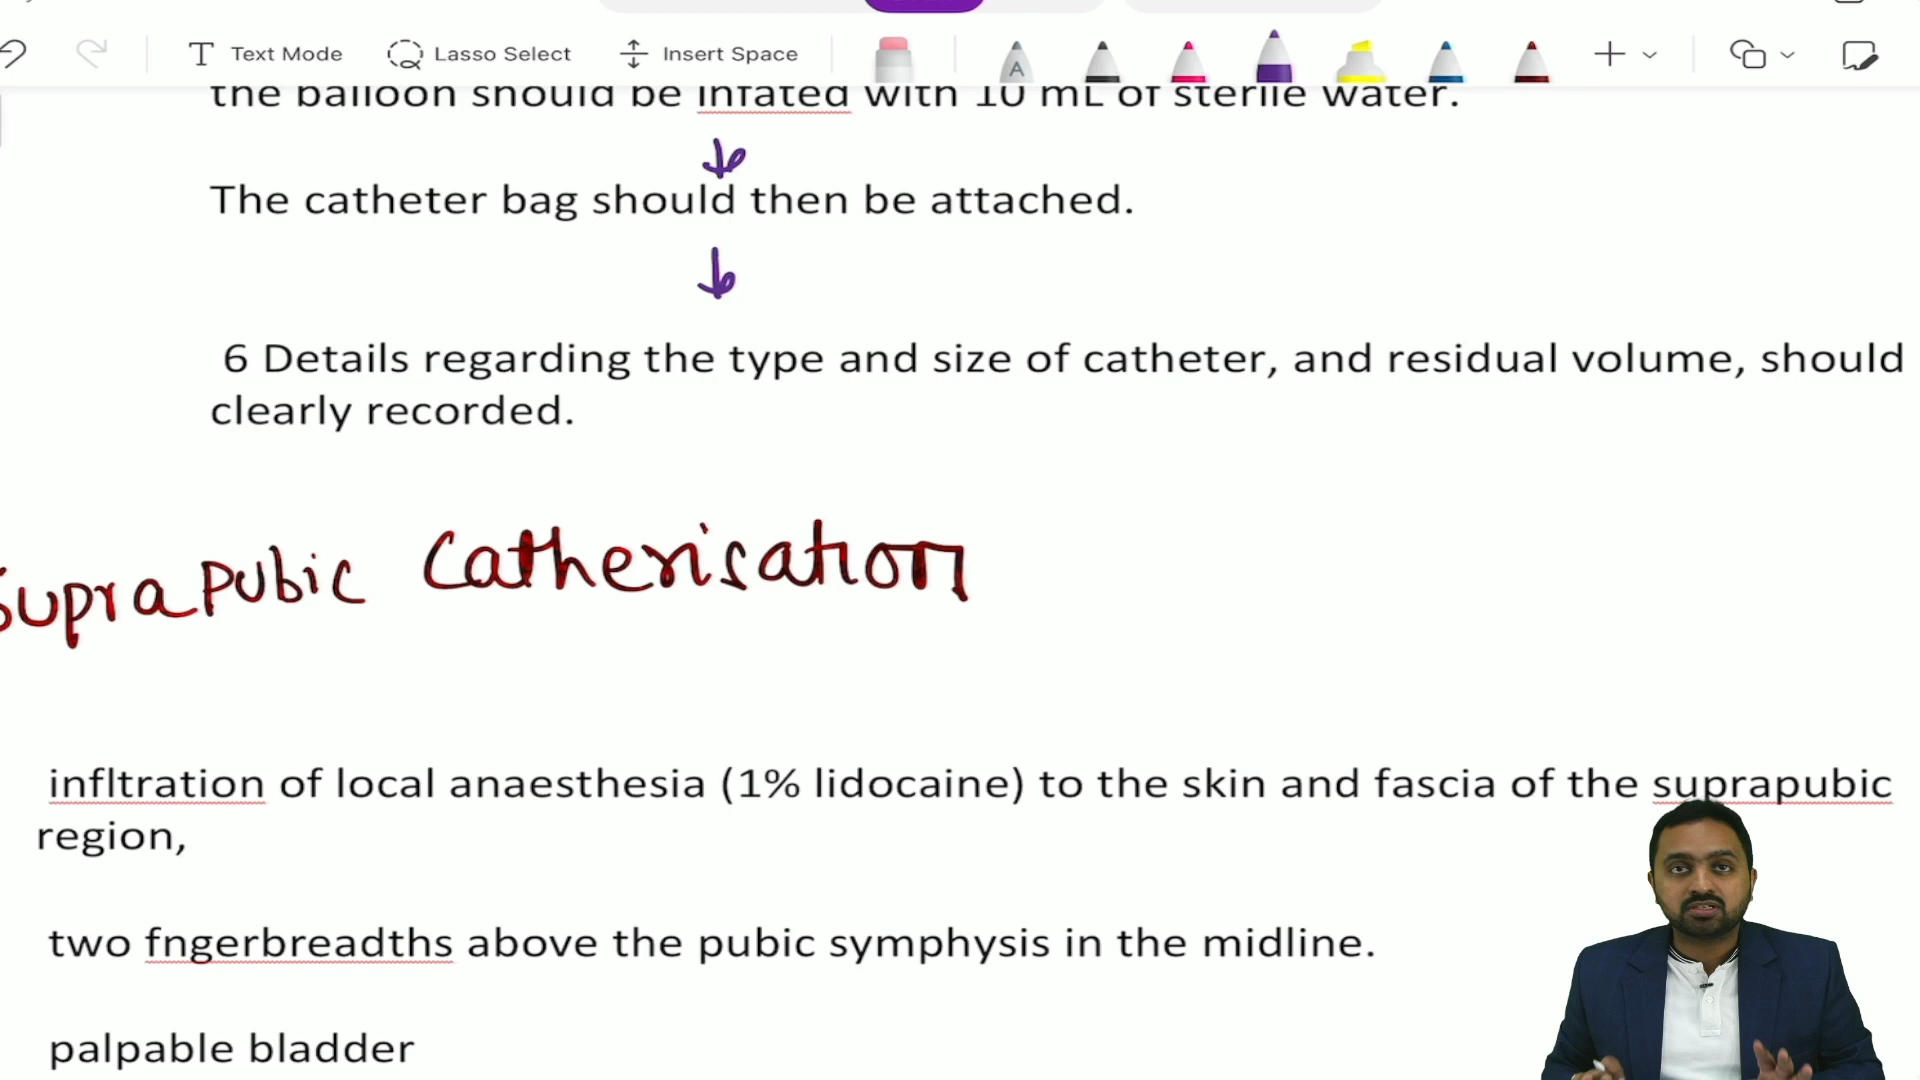 Text Mode Lasso Select Insert Space A
the balloon should be infated with 10 mL of sterile water.
The catheter bag should then be attached.
6 Details regarding the type and size of catheter, and residual volume, should
clearly recorded.
Suprapubic Catherisation
infltration of local anaesthesia (1% lidocaine) to the skin and fascia of the suprapubic
region,
two fngerbreadths above the pubic symphysis in the midline.
palpable bladder